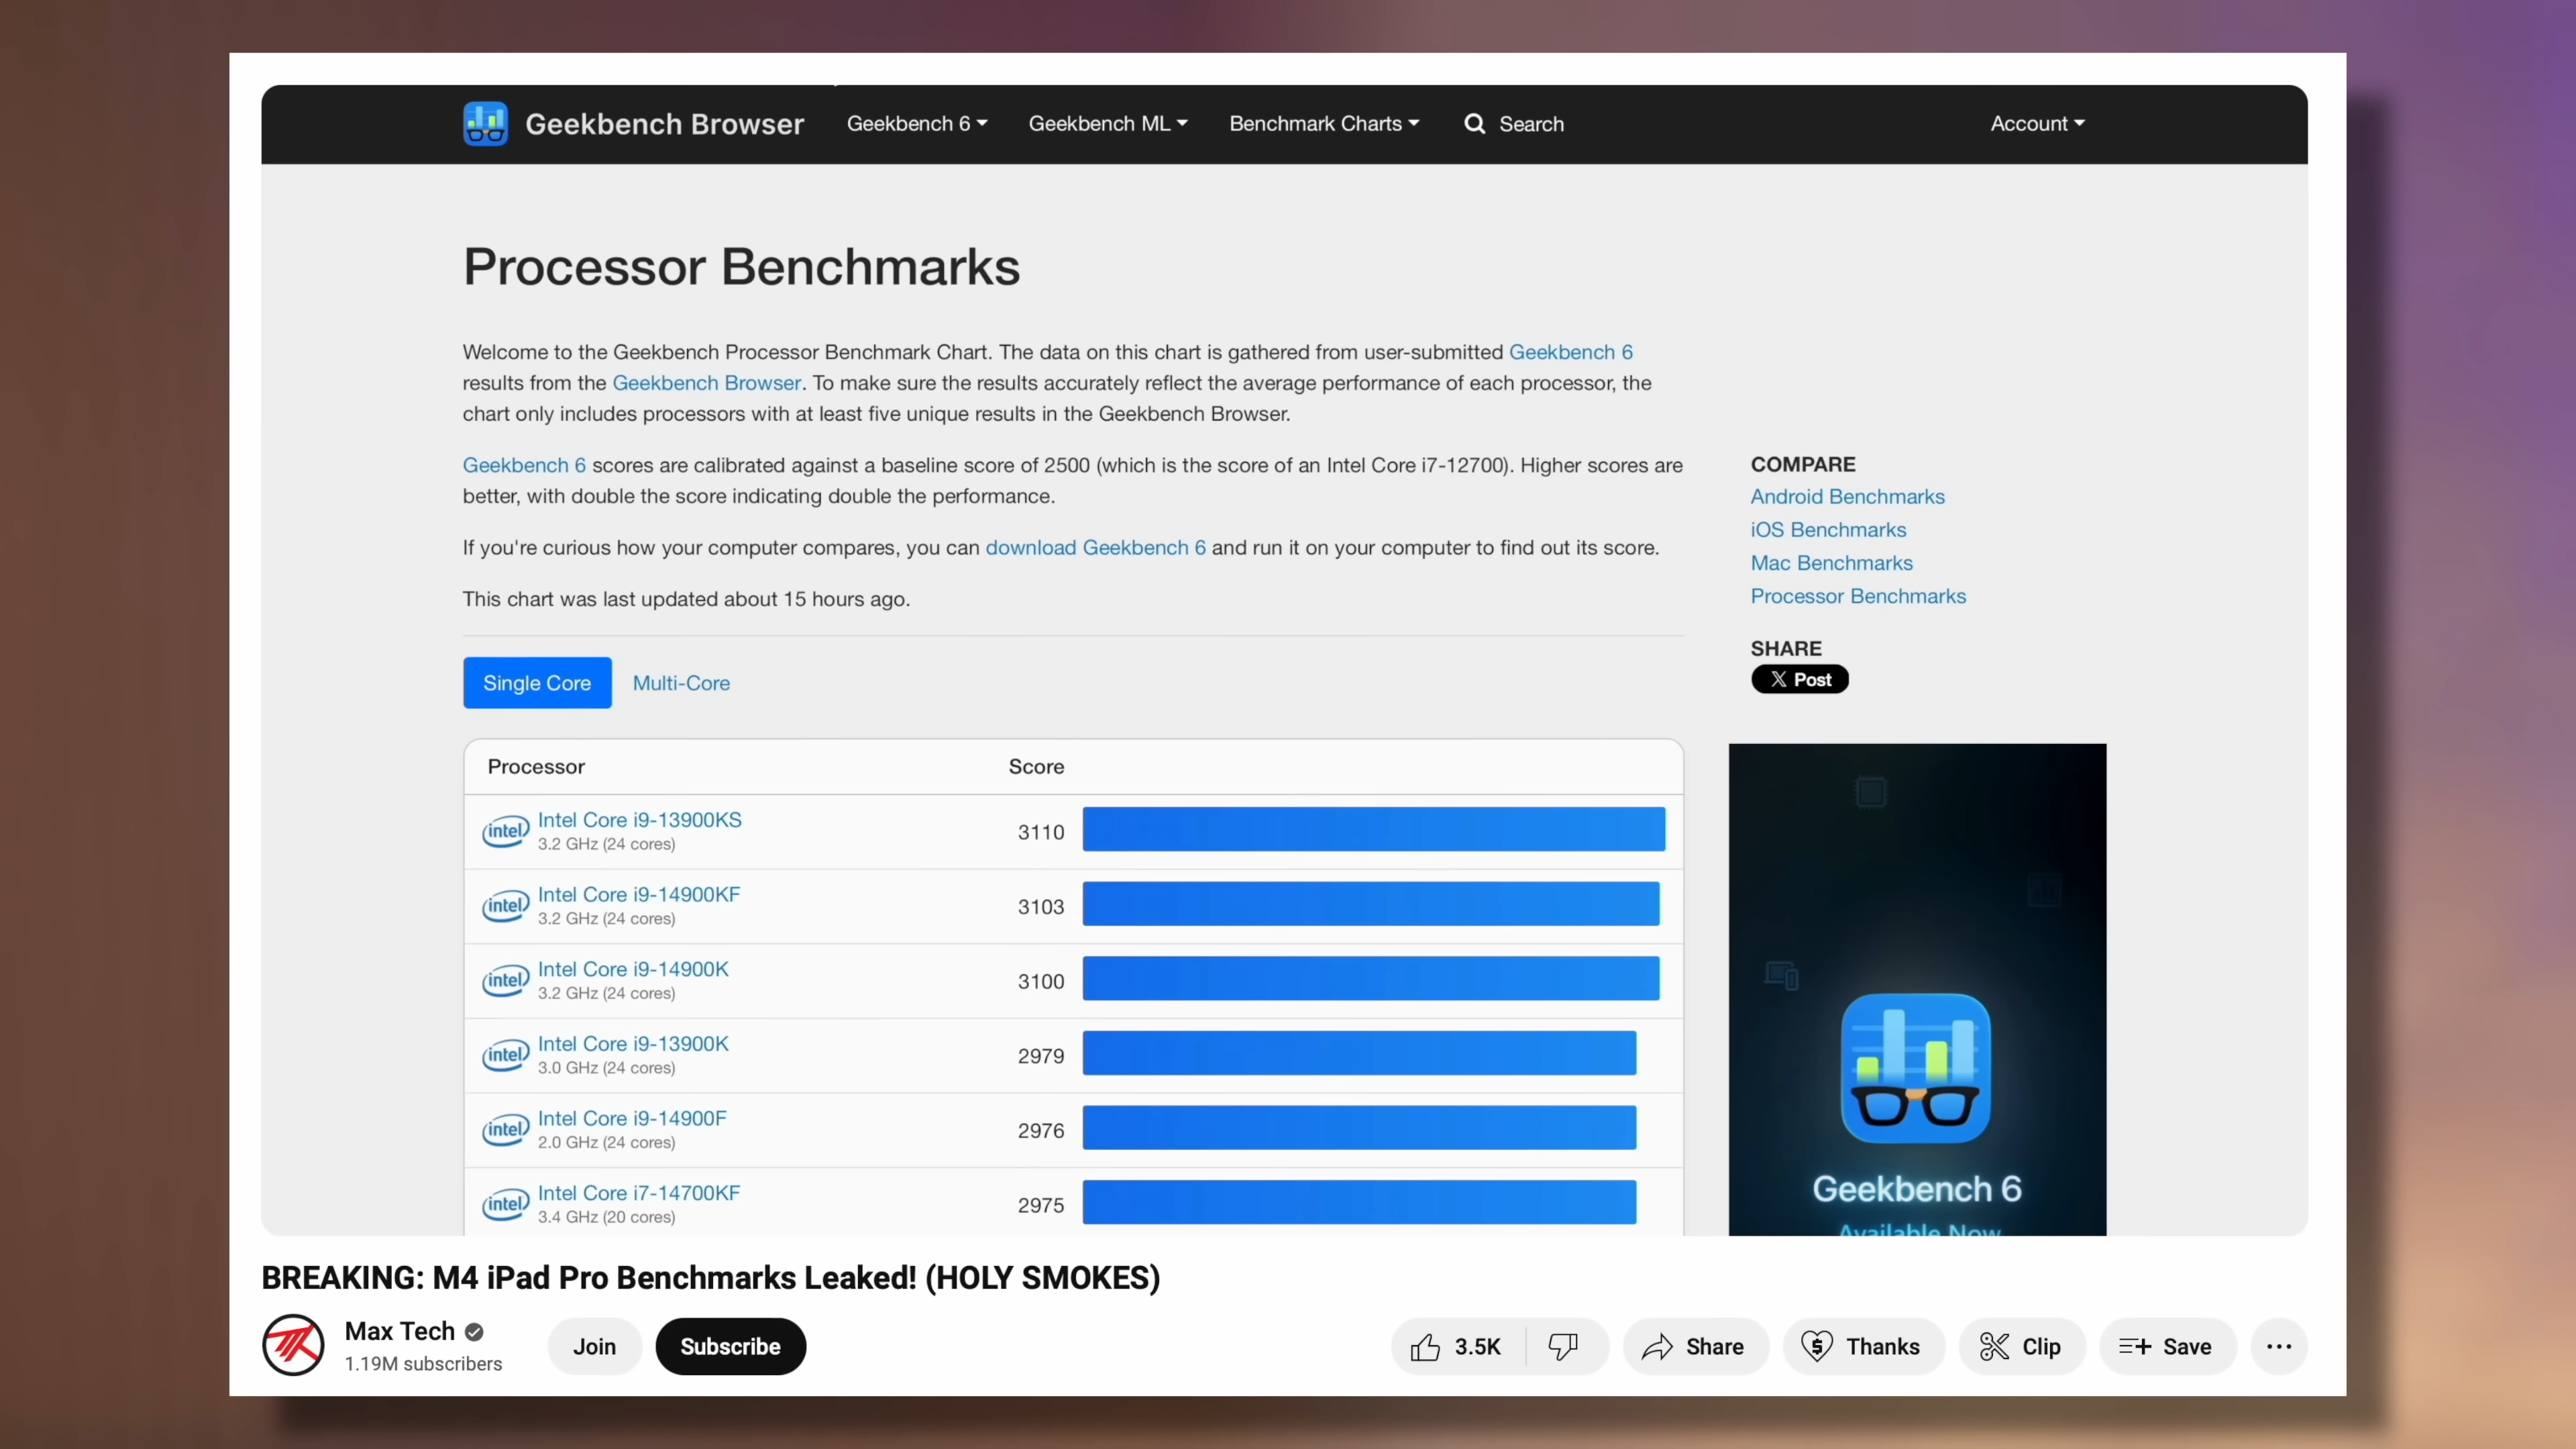 Geekbench Browser Geekbench 6 Geekbench ML Benchmark Charts Search Account
Processor Benchmarks
Welcome to the Geekbench Processor Benchmark Chart. The data on this chart is gathered from user-submitted Geekbench 6
results from the Geekbench Browser. To make sure the results accurately reflect the average performance of each processor, the
chart only includes processors with at least five unique results in the Geekbench Browser.
Geekbench 6 scores are calibrated against a baseline score of 2500 (which is the score of an Intel Core i7-12700). Higher scores are
better, with double the score indicating double the performance.
If you're curious how your computer compares, you can download Geekbench 6 and run it on your computer to find out its score.
This chart was last updated about 15 hours ago.
COMPARE
Android Benchmarks
iOS Benchmarks
Mac Benchmarks
Processor Benchmarks
SHARE
X Post
Single Core Multi-Core
Processor Score
intel Intel Core i9-13900KS 3110
3.2 GHz (24 cores)
intel Intel Core i9-14900KF 3103
3.2 GHz (24 cores)
intel Intel Core i9-14900K 3100
3.2 GHz (24 cores)
intel Intel Core i9-13900K 2979
3.0 GHz (24 cores)
intel Intel Core i9-14900F 2976
2.0 GHz (24 cores)
intel Intel Core i7-14700KF 2975
3.4 GHz (20 cores)
Geekbench 6
Available Now
BREAKING: M4 iPad Pro Benchmarks Leaked! (HOLY SMOKES)
Max Tech
1.19M subscribers
Join Subscribe 3.5K Share Thanks Clip Save